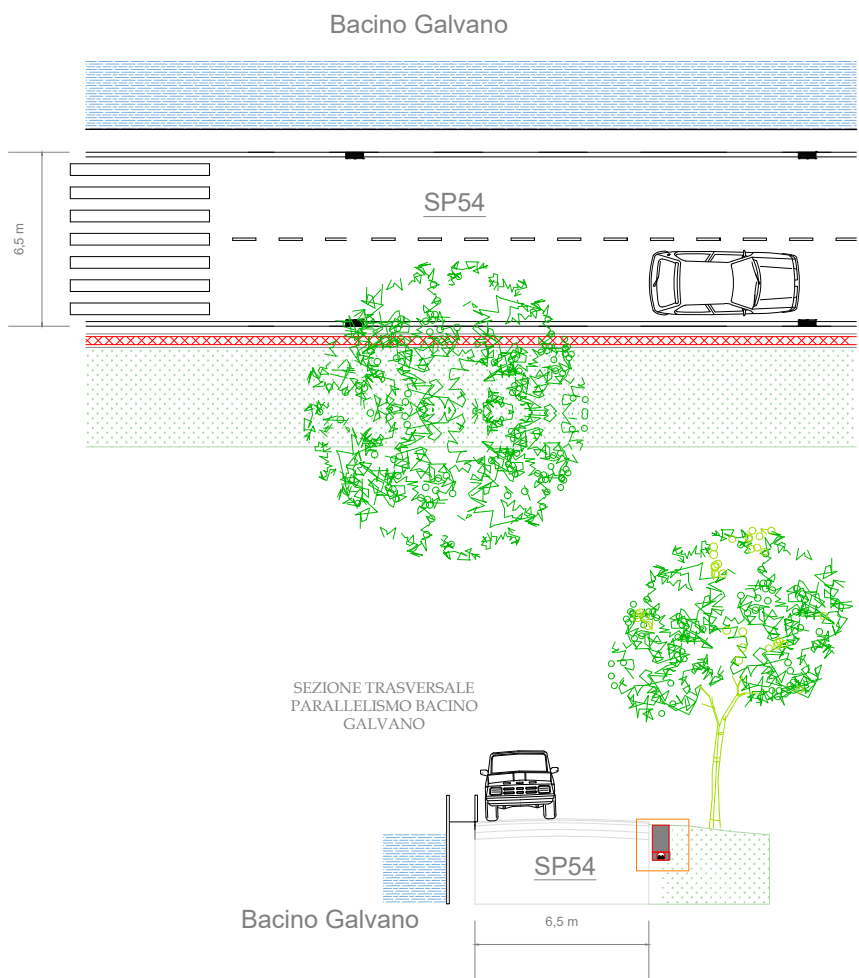 Bacino Galvano
SP54
6,5 m
SEZIONE TRASVERSALE
PARALLELISMO BACINO
GALVANO
SP54
Bacino Galvano
6,5 m